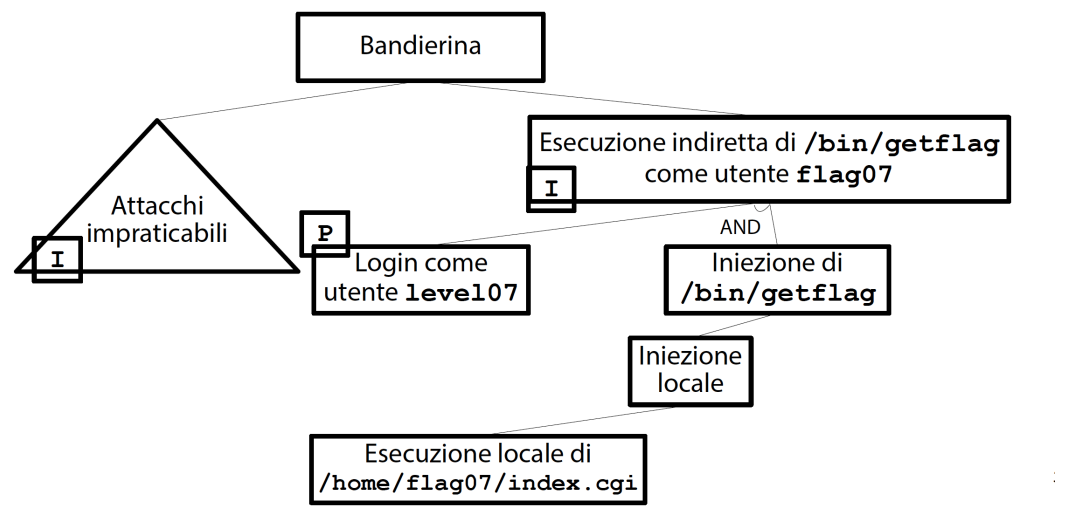 Bandierina
Esecuzione indiretta di /bin/getflag
come utente flag07
I
Attacchi
impraticabili
I
AND
P
Login come
utente level07
Iniezione di
/bin/getflag
Iniezione
locale
Esecuzione locale di
/home/flag07/index.cgi